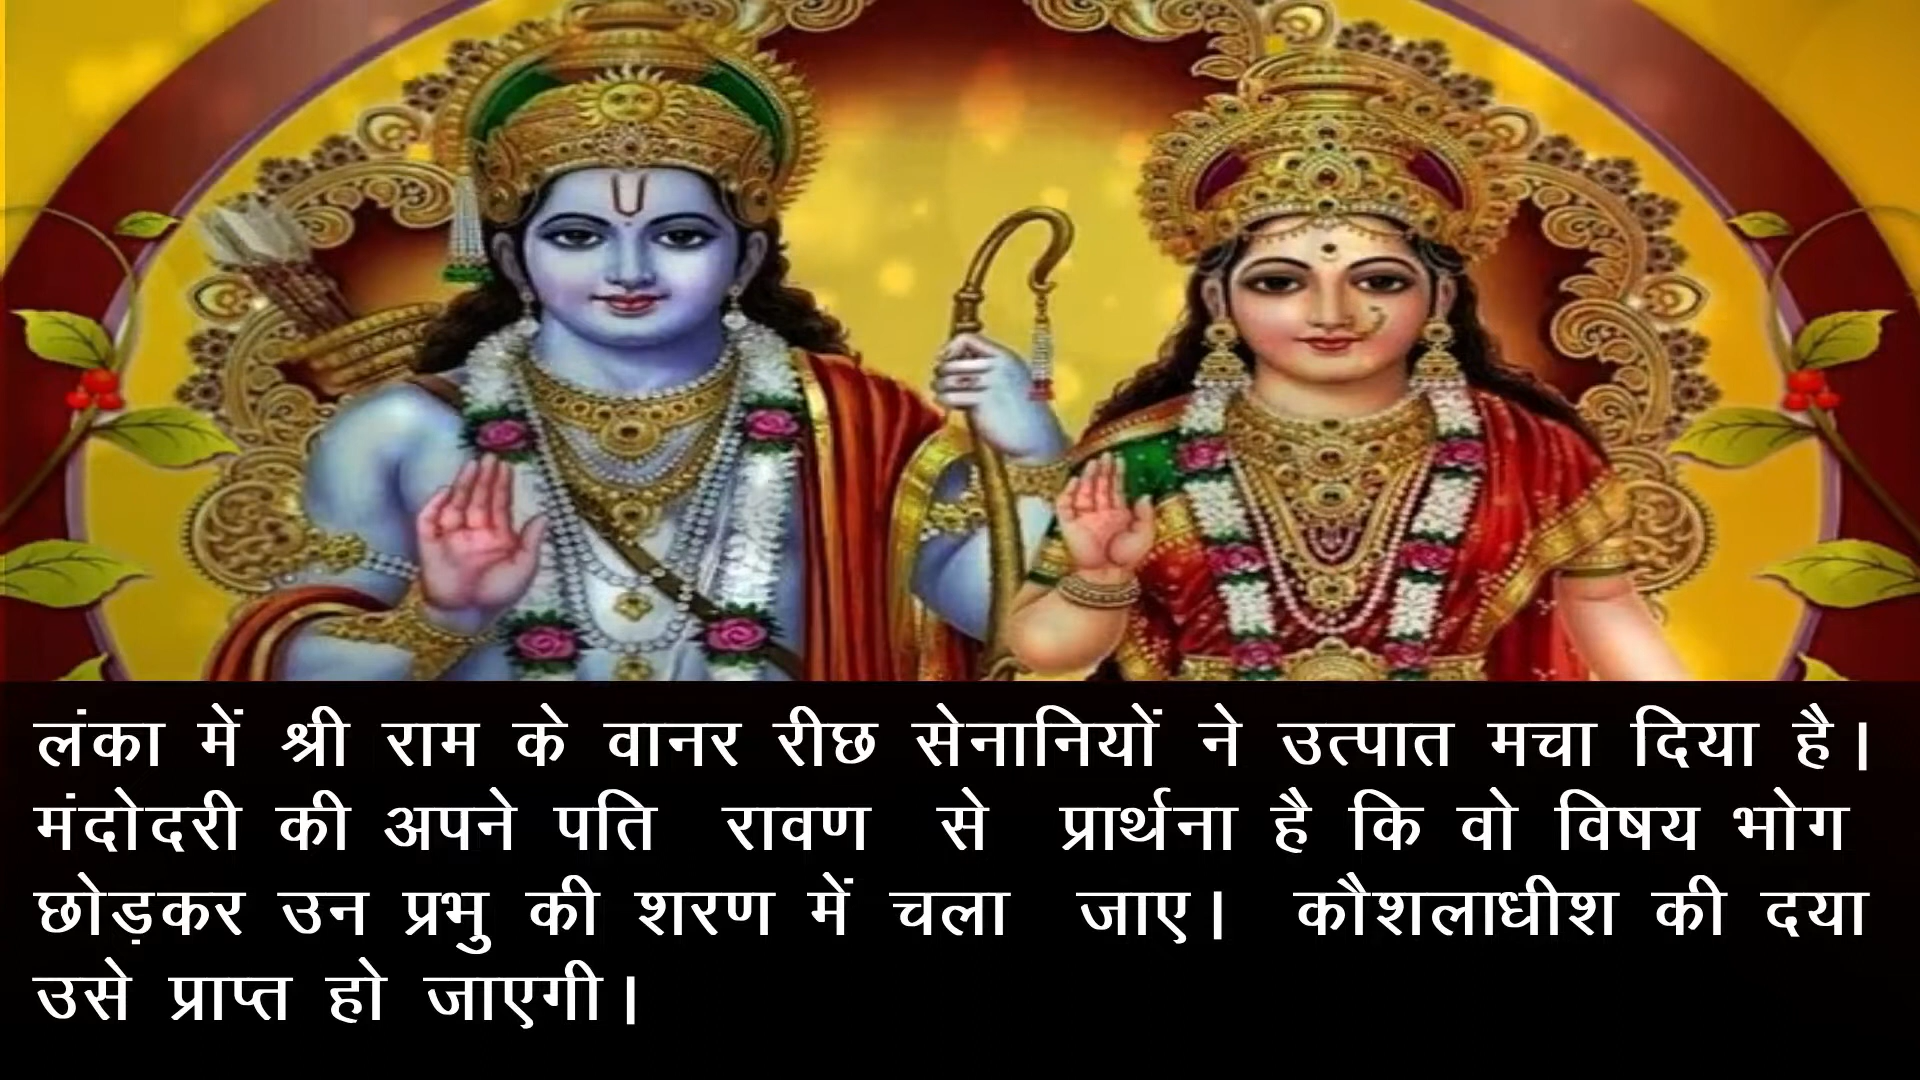 लंका में श्री राम के वानर रीछ सेनानियों ने उत्पात मचा दिया है।
मंदोदरी की अपने पति रावण से प्रार्थना है कि वो विषय भोग
छोड़कर उन प्रभु की शरण में चला जाए। कौशलाधीश की दया
उसे प्राप्त हो जाएगी।